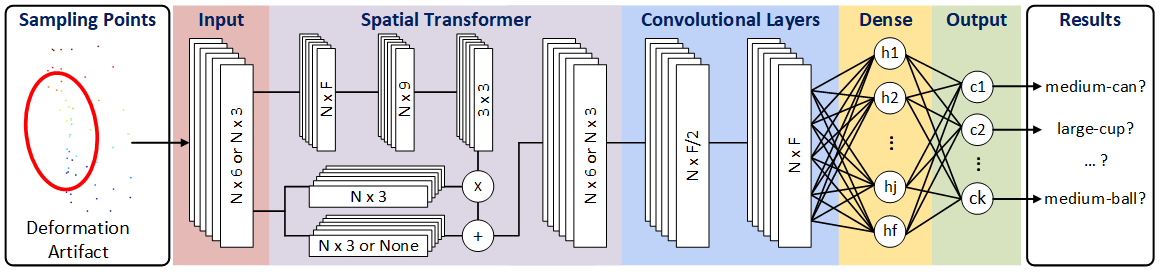 Sampling Points
Input
Spatial Transformer
Convolutional Layers
Dense
Output
Results
Deformation
Artifact
N x 6 or N x 3
N x F
N x 9
3 x 3
N x 3
N x 3 or None
x
+
N x 6 or N x 3
N x F/2
N x F
h1
h2
...
hj
hf
c1
c2
...
ck
medium-can?
large-cup?
... ?
medium-ball?